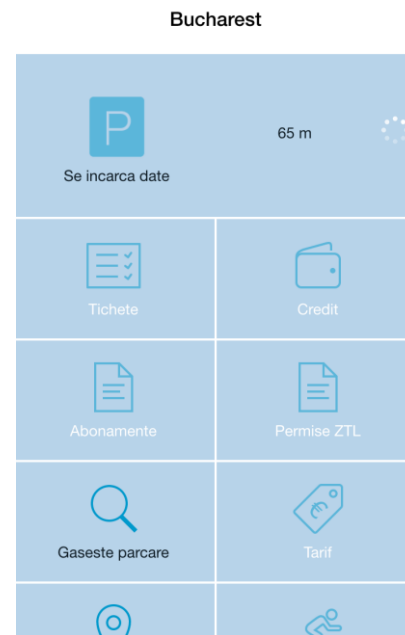 Bucharest
P
65 m
Se incarca date
Tichete
Credit
Abonamente
Permise ZTL
Gaseste parcare
€
Tarif